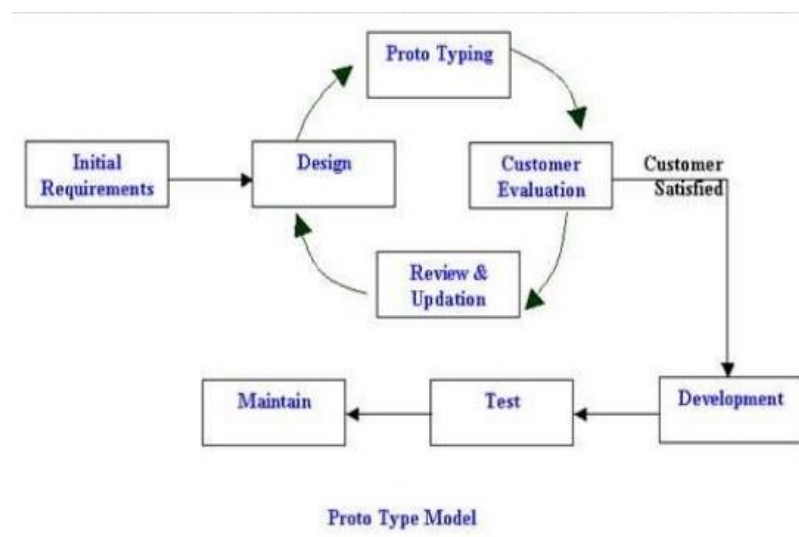 Proto Typing
Initial
Requirements
Design
Customer
Evaluation
Customer
Satisfied
Review &
Updation
Maintain
Test
Development
Proto Type Model